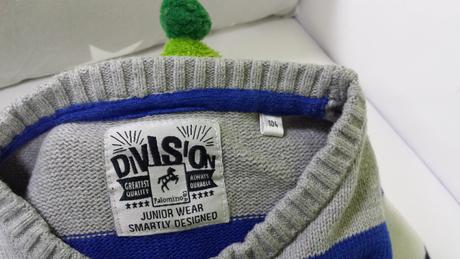 DIVISION
GREATEST QUALITY
ALWAYS DURABLE
Palomino
JUNIOR WEAR
SMARTLY DESIGNED
104